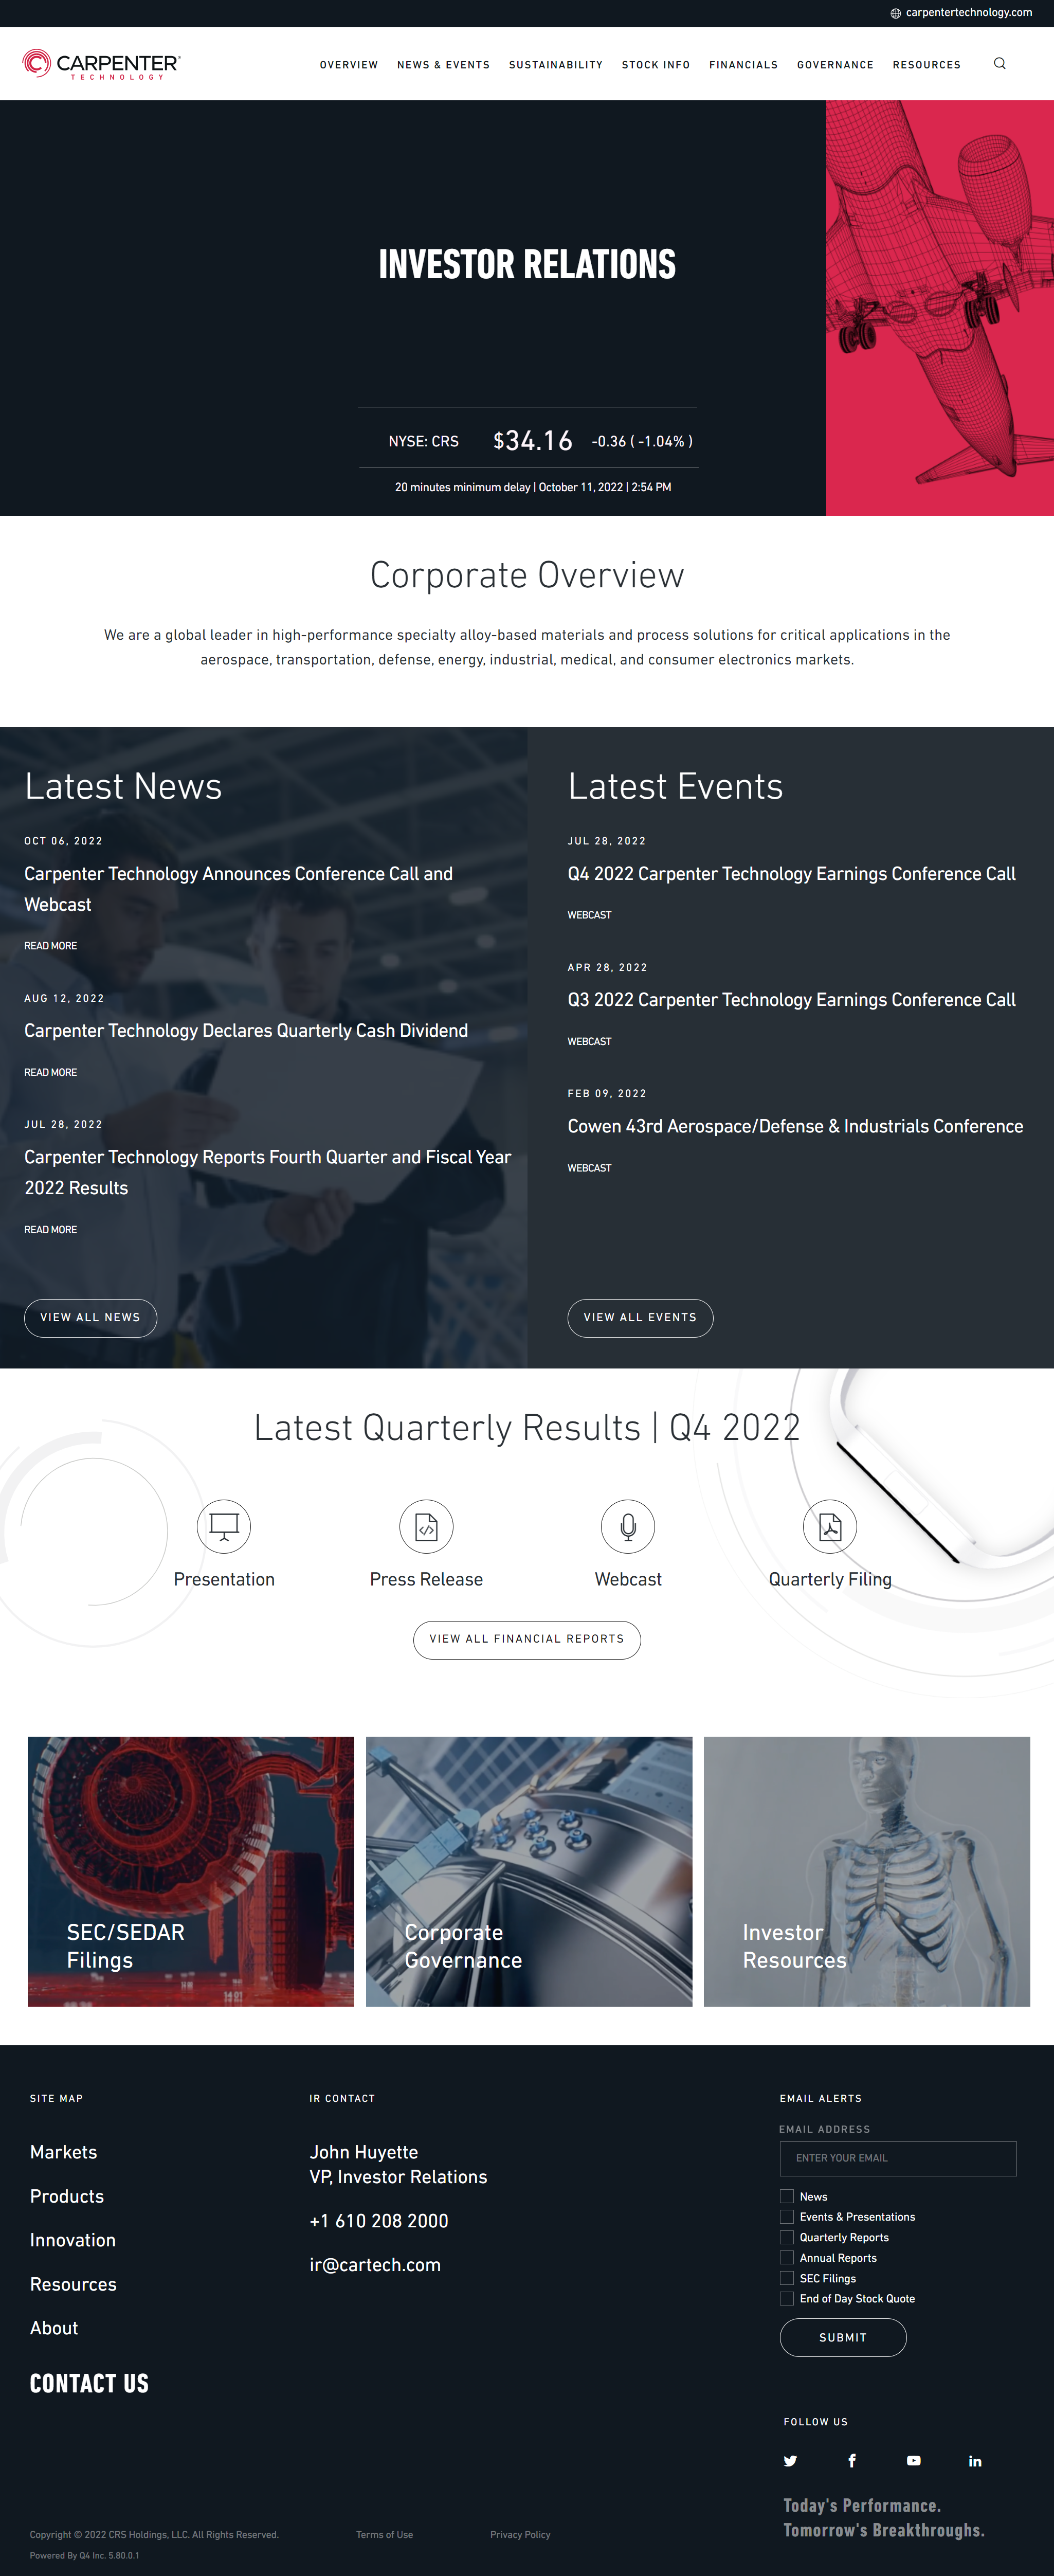 carpentertechnology.com
CARPENTER
TECHNOLOGY
OVERVIEW NEWS & EVENTS SUSTAINABILITY STOCK INFO FINANCIALS GOVERNANCE RESOURCES
INVESTOR RELATIONS
NYSE: CRS $34.16 -0.36 ( -1.04% )
20 minutes minimum delay | October 11, 2022 | 2:54 PM
Corporate Overview
We are a global leader in high-performance specialty alloy-based materials and process solutions for critical applications in the
aerospace, transportation, defense, energy, industrial, medical, and consumer electronics markets.
Latest News
OCT 06, 2022
Carpenter Technology Announces Conference Call and
Webcast
READ MORE
AUG 12, 2022
Carpenter Technology Declares Quarterly Cash Dividend
READ MORE
JUL 28, 2022
Carpenter Technology Reports Fourth Quarter and Fiscal Year
2022 Results
READ MORE
VIEW ALL NEWS
Latest Events
JUL 28, 2022
Q4 2022 Carpenter Technology Earnings Conference Call
WEBCAST
APR 28, 2022
Q3 2022 Carpenter Technology Earnings Conference Call
WEBCAST
FEB 09, 2022
Cowen 43rd Aerospace/Defense & Industrials Conference
WEBCAST
VIEW ALL EVENTS
Latest Quarterly Results | Q4 2022
Presentation
Press Release
Webcast
Quarterly Filing
VIEW ALL FINANCIAL REPORTS
SEC/SEDAR
Filings
Corporate
Governance
Investor
Resources
SITE MAP
Markets
Products
Innovation
Resources
About
CONTACT US
IR CONTACT
John Huyette
VP, Investor Relations
+1 610 208 2000
ir@cartech.com
EMAIL ALERTS
EMAIL ADDRESS
ENTER YOUR EMAIL
News
Events & Presentations
Quarterly Reports
Annual Reports
SEC Filings
End of Day Stock Quote
SUBMIT
FOLLOW US
Today's Performance.
Tomorrow's Breakthroughs.
Copyright © 2022 CRS Holdings, LLC. All Rights Reserved. Terms of Use Privacy Policy
Powered By Q4 Inc. 5.80.0.1